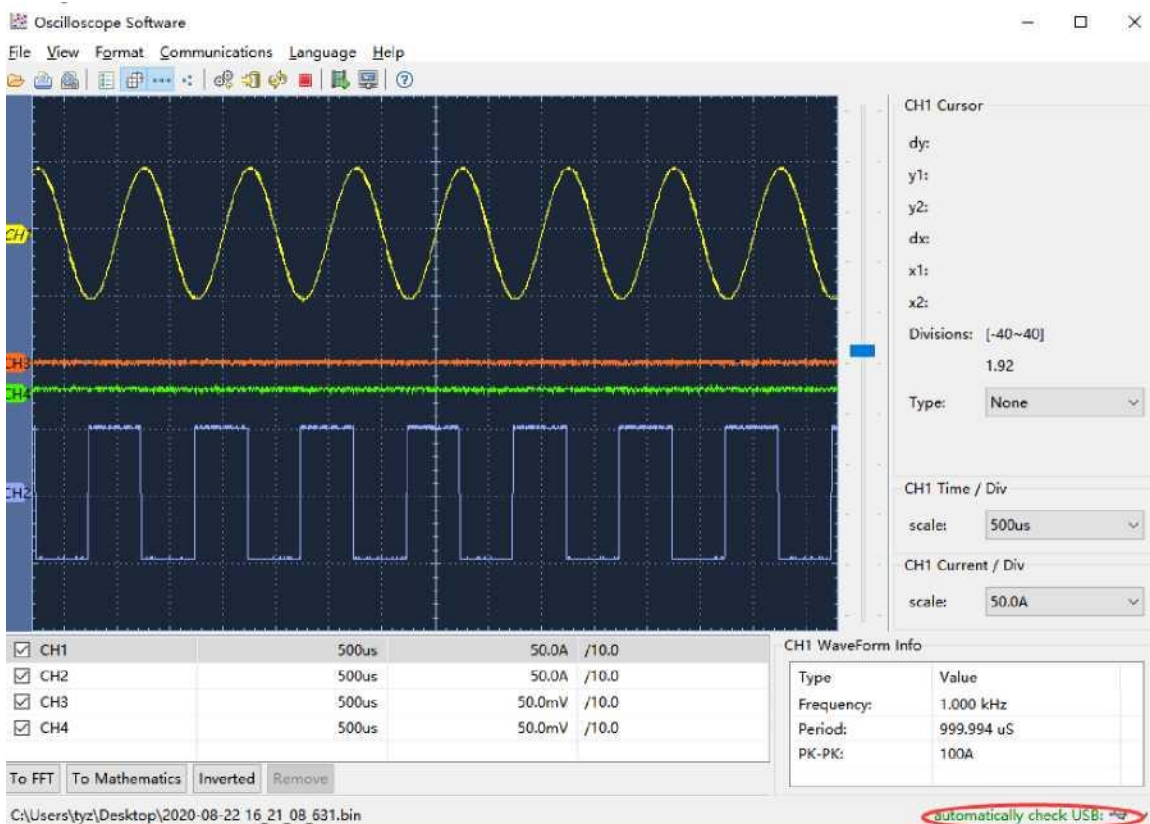 Oscilloscope Software
File View Format Communications Language Help
CH1 Cursor
dy:
y1:
y2:
dx:
x1:
x2:
Divisions: [-40~40]
1.92
Type: None
CH1 Time / Div
scale: 500us
CH1 Current / Div
scale: 50.0A
CH3
CH4
CH2
CH1 500us 50.0A /10.0
CH2 500us 50.0A /10.0
CH3 500us 50.0mV /10.0
CH4 500us 50.0mV /10.0
CH1 WaveForm Info
Type Value
Frequency: 1.000 kHz
Period: 999.994 uS
PK-PK: 100A
To FFT To Mathematics Inverted Remove
C:\Users\tyz\Desktop\2020-08-22 16_21_08_631.bin
automatically check USB: